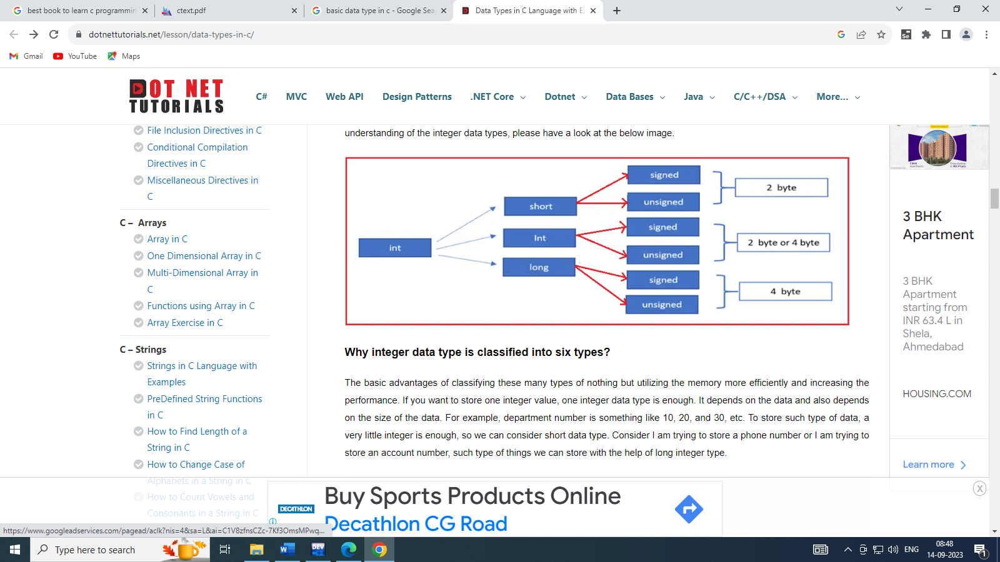 best book to learn c programmin
ctext.pdf
basic data type in c - Google Sea
Data Types in C Language with E
dotnettutorials.net/lesson/data-types-in-c/
Gmail
YouTube
Maps
DOT NET
TUTORIALS
C#
MVC
Web API
Design Patterns
.NET Core
Dotnet
Data Bases
Java
C/C++/DSA
More...
File Inclusion Directives in C
Conditional Compilation
Directives in C
Miscellaneous Directives in
C
C – Arrays
Array in C
One Dimensional Array in C
Multi-Dimensional Array in
C
Functions using Array in C
Array Exercise in C
C – Strings
Strings in C Language with
Examples
PreDefined String Functions
in C
How to Find Length of a
String in C
How to Change Case of
Alphabets in a String in C
How to Count Vowels and
Consonants in a String in C
understanding of the integer data types, please have a look at the below image.
int
short
Int
long
signed
unsigned
signed
unsigned
signed
unsigned
2 byte
2 byte or 4 byte
4 byte
Why integer data type is classified into six types?
The basic advantages of classifying these many types of nothing but utilizing the memory more efficiently and increasing the
performance. If you want to store one integer value, one integer data type is enough. It depends on the data and also depends
on the size of the data. For example, department number is something like 10, 20, and 30, etc. To store such type of data, a
very little integer is enough, so we can consider short data type. Consider I am trying to store a phone number or I am trying to
store an account number, such type of things we can store with the help of long integer type.
3 BHK
Apartment
3 BHK
Apartment
starting from
INR 63.4 L in
Shela,
Ahmedabad
HOUSING.COM
Learn more
X
DECATHLON
Buy Sports Products Online
Decathlon CG Road
https://www.googleadservices.com/pagead/aclk?nis=4&sa=L&ai=C1V8zfnsCZc-7Kf3OmsMPwq...
Type here to search
DEV
ENG
08:48
14-09-2023
1